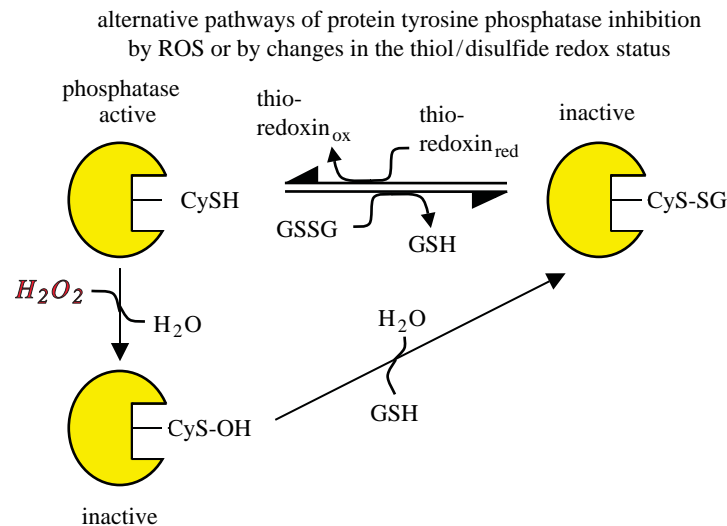 alternative pathways of protein tyrosine phosphatase inhibition
by ROS or by changes in the thiol/disulfide redox status
phosphatase
active
thio-
redoxin_ox
thio-
redoxin_red
inactive
CySH
CyS-SG
GSSG
GSH
H₂O₂
H₂O
H₂O
GSH
CyS-OH
inactive